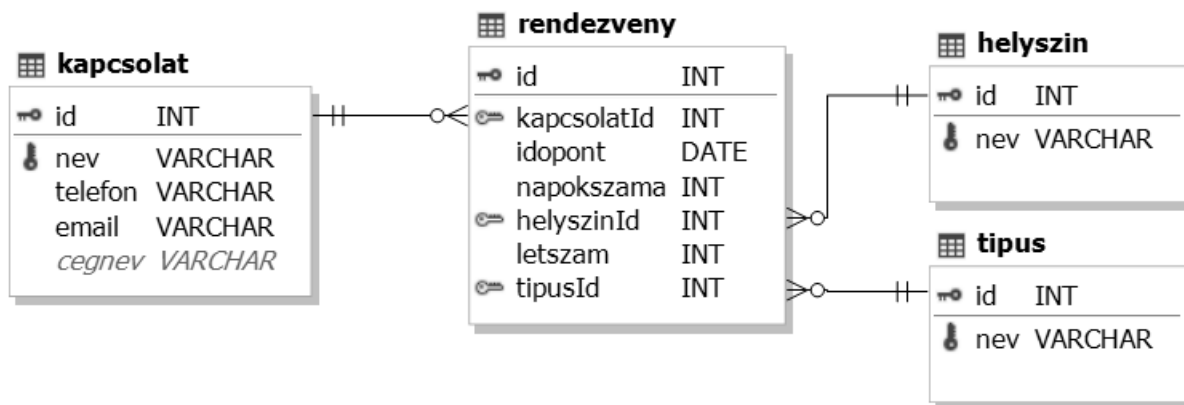 kapcsolat
id INT
nev VARCHAR
telefon VARCHAR
email VARCHAR
cegnev VARCHAR
rendezveny
id INT
kapcsolatId INT
idopont DATE
napokszama INT
helyszinId INT
letszam INT
tipusId INT
helyszin
id INT
nev VARCHAR
tipus
id INT
nev VARCHAR